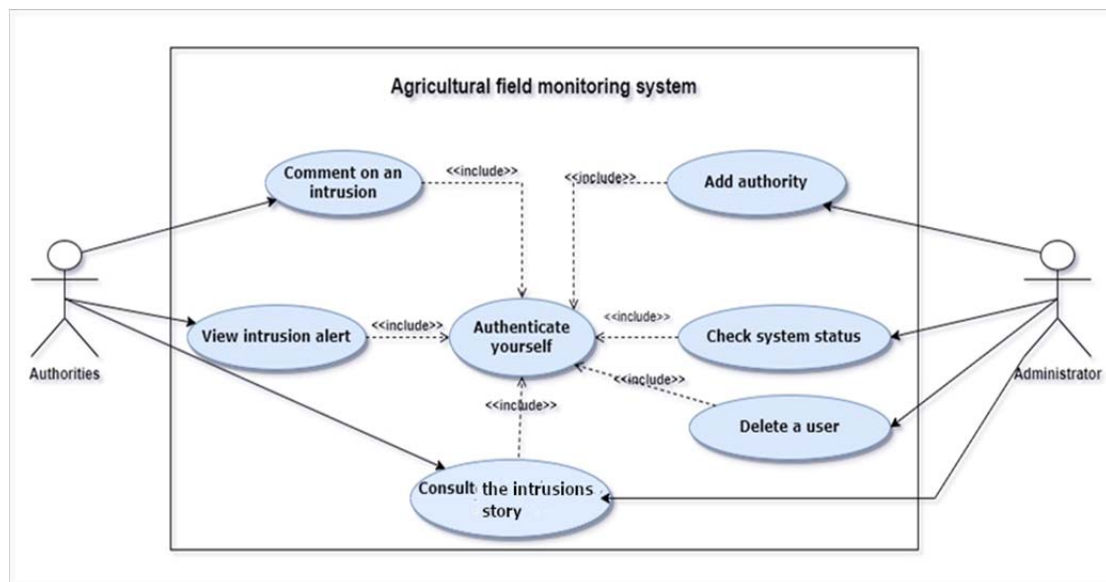 Agricultural field monitoring system
Comment on an
intrusion
<<include>>
<<include>>
Add authority
View intrusion alert
<<include>>
Authenticate
yourself
<<include>>
Check system status
Authorities
Administrator
<<include>>
<<include>>
Delete a user
Consult the intrusions
story